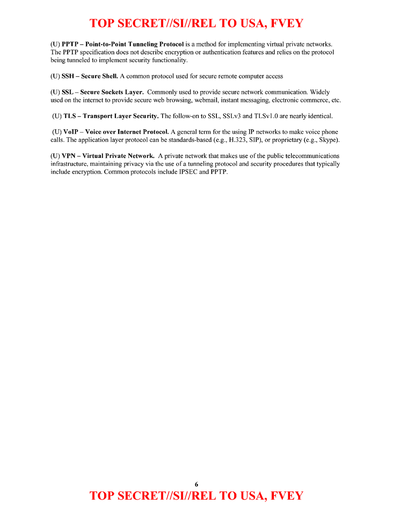 TOP SECRET//SI//REL TO USA, FVEY
(U) PPTP – Point-to-Point Tunneling Protocol is a method for implementing virtual private networks.
The PPTP specification does not describe encryption or authentication features and relies on the protocol
being tunneled to implement security functionality.
(U) SSH – Secure Shell. A common protocol used for secure remote computer access
(U) SSL – Secure Sockets Layer. Commonly used to provide secure network communication. Widely
used on the internet to provide secure web browsing, webmail, instant messaging, electronic commerce, etc.
(U) TLS – Transport Layer Security. The follow-on to SSL, SSLv3 and TLSv1.0 are nearly identical.
(U) VoIP – Voice over Internet Protocol. A general term for the using IP networks to make voice phone
calls. The application layer protocol can be standards-based (e.g., H.323, SIP), or proprietary (e.g., Skype).
(U) VPN – Virtual Private Network. A private network that makes use of the public telecommunications
infrastructure, maintaining privacy via the use of a tunneling protocol and security procedures that typically
include encryption. Common protocols include IPSEC and PPTP.
6
TOP SECRET//SI//REL TO USA, FVEY